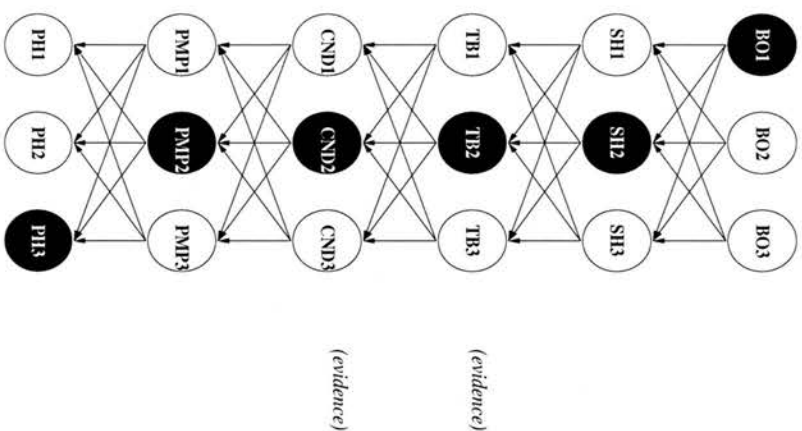 BO1 BO2 BO3
SH1 SH2 SH3
TB1 TB2 TB3 (evidence)
CND1 CND2 CND3 (evidence)
PMP1 PMP2 PMP3
PH1 PH2 PH3